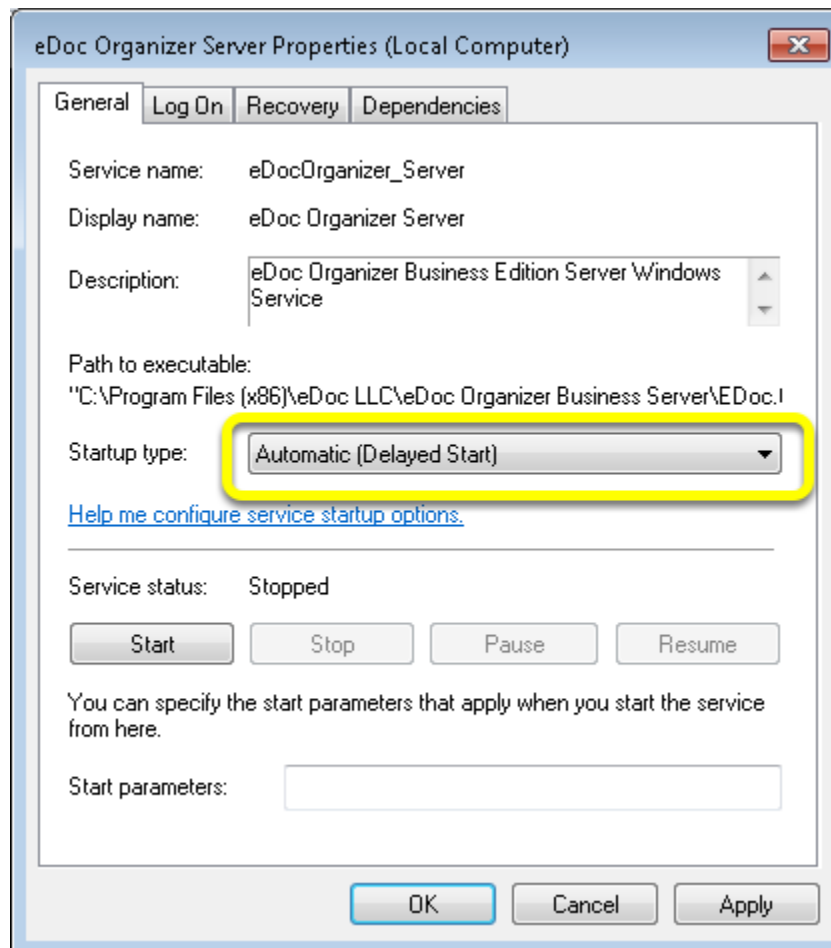 eDoc Organizer Server Properties (Local Computer)
General Log On Recovery Dependencies
Service name: eDocOrganizer_Server
Display name: eDoc Organizer Server
Description: eDoc Organizer Business Edition Server Windows
Service
Path to executable:
"C:\Program Files (x86)\eDoc LLC\eDoc Organizer Business Server\EDoc.
Startup type: Automatic (Delayed Start)
Help me configure service startup options.
Service status: Stopped
Start Stop Pause Resume
You can specify the start parameters that apply when you start the service
from here.
Start parameters:
OK Cancel Apply